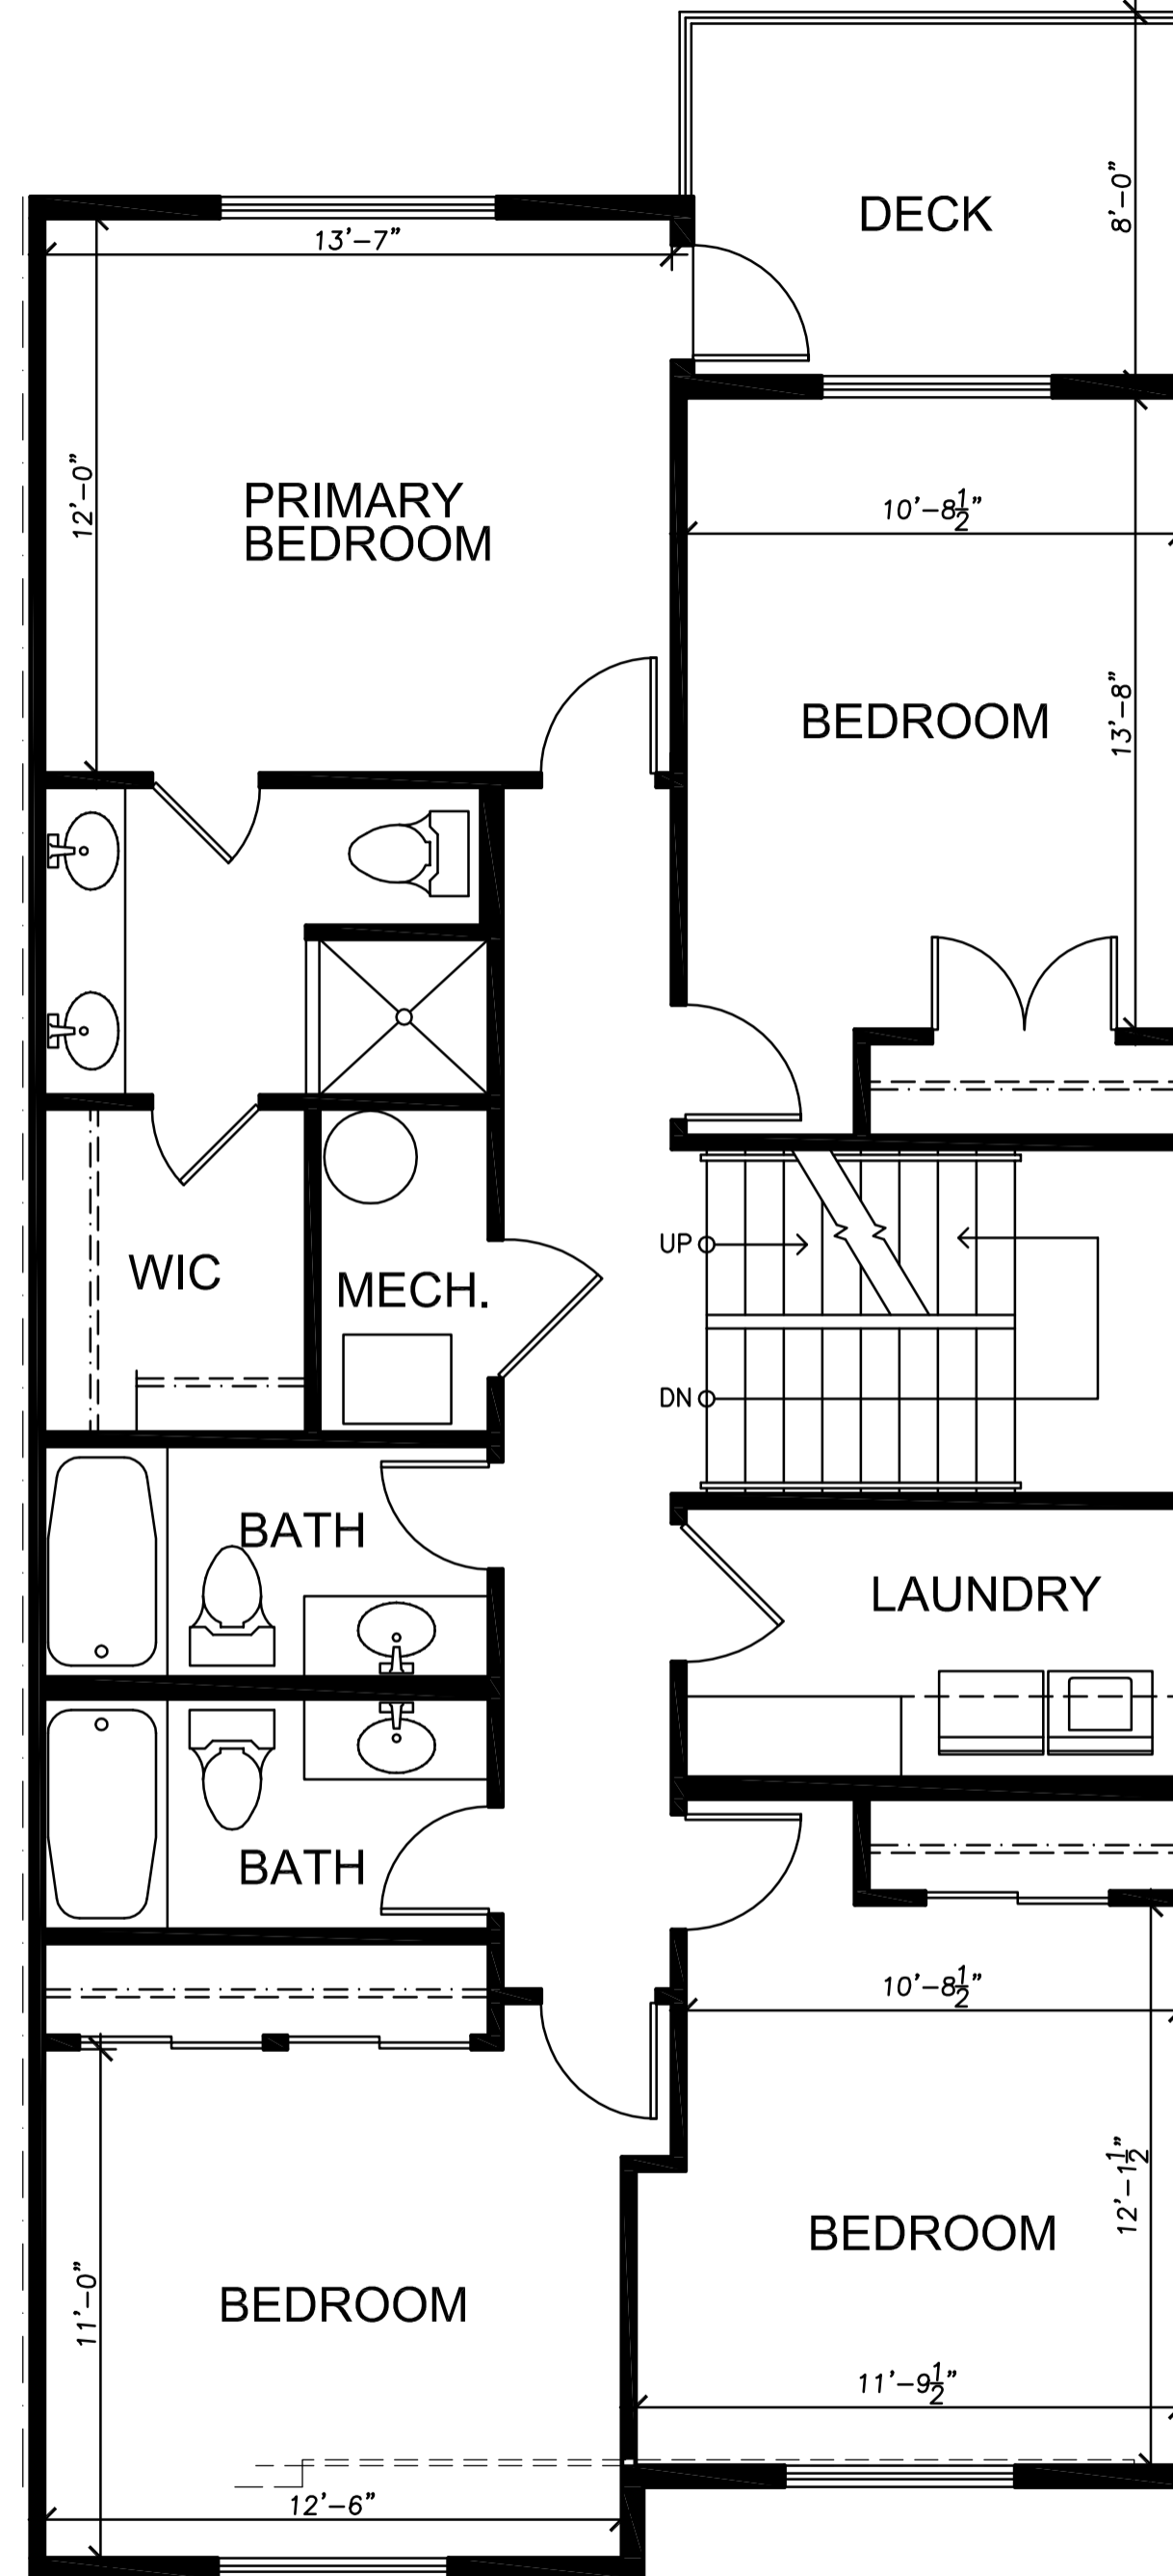 DECK
8'-0"
13'-7"
12'-0"
PRIMARY
BEDROOM
10'-8½"
BEDROOM
13'-8"
UP
WIC
MECH.
DN
BATH
LAUNDRY
BATH
10'-8½"
12'-1½"
BEDROOM
11'-0"
BEDROOM
11'-9½"
12'-6"